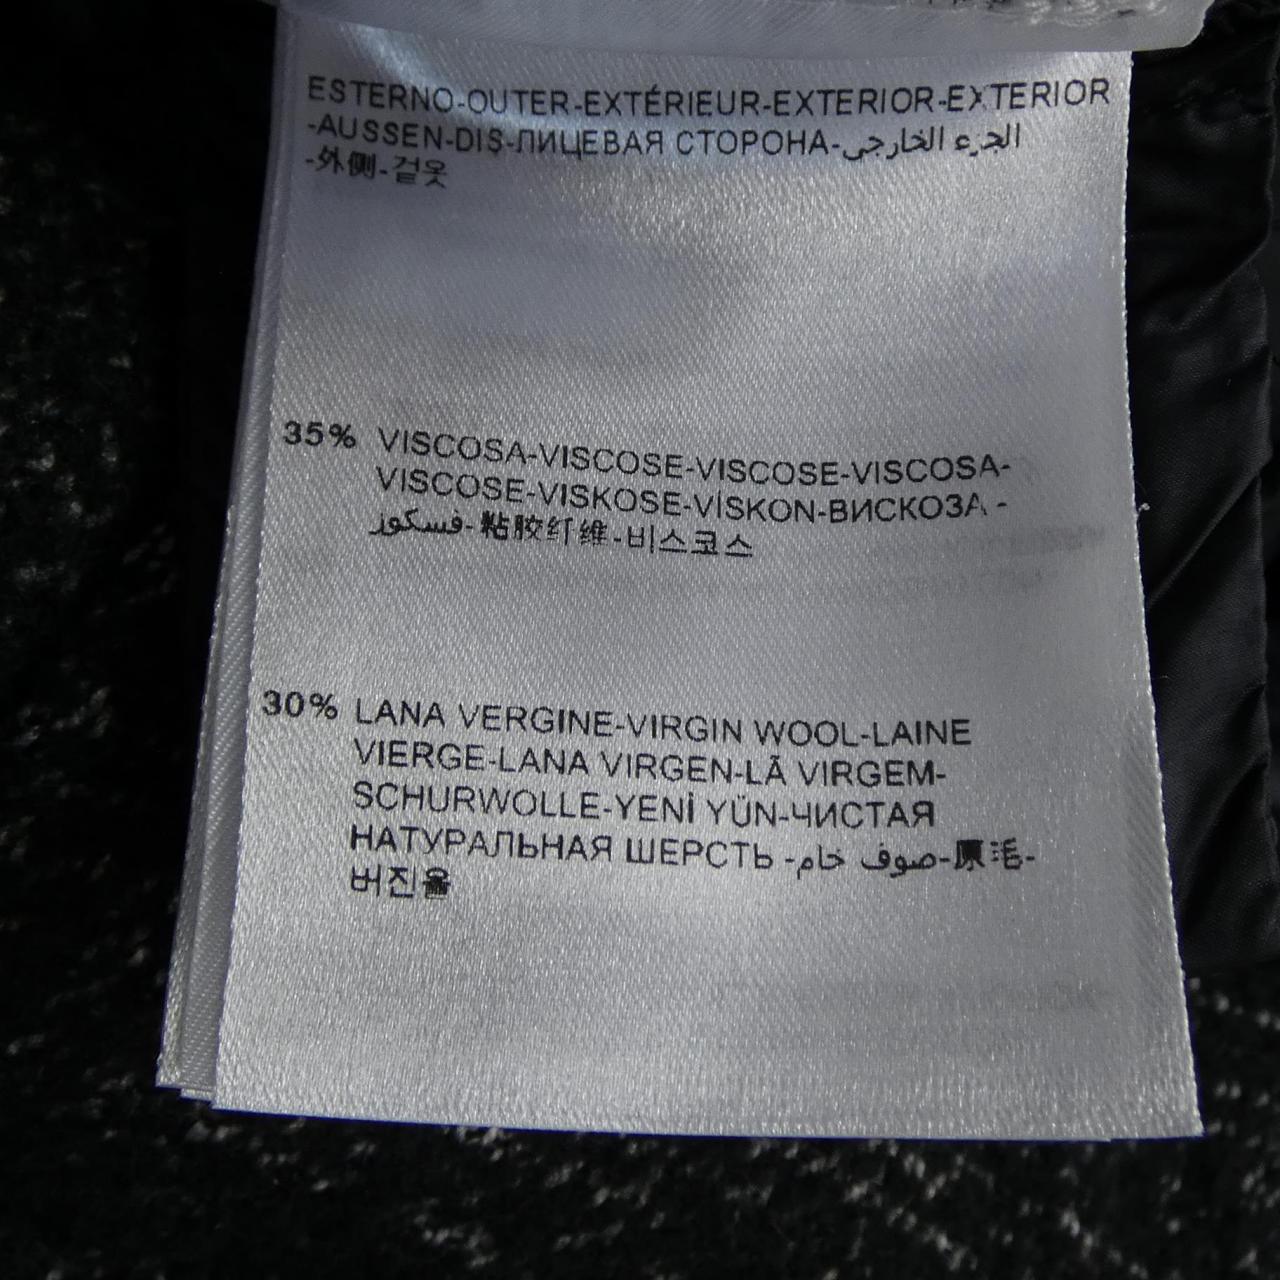 ESTERNO-OUTER-EXTÉRIEUR-EXTERIOR-EXTERIOR
-AUSSEN-DIŞ-ЛИЦЕВАЯ СТОРОНА-الجزء الخارجي
-外侧-겉옷
35% VISCOSA-VISCOSE-VISCOSE-VISCOSA-
VISCOSE-VISKOSE-VİSKON-ВИСКОЗА -
فسكوز-粘胶纤维-비스코스
30% LANA VERGINE-VIRGIN WOOL-LAINE
VIERGE-LANA VIRGEN-LÃ VIRGEM-
SCHURWOLLE-YENİ YÜN-ЧИСТАЯ
НАТУРАЛЬНАЯ ШЕРСТЬ -صوف خام-原毛-
버진울